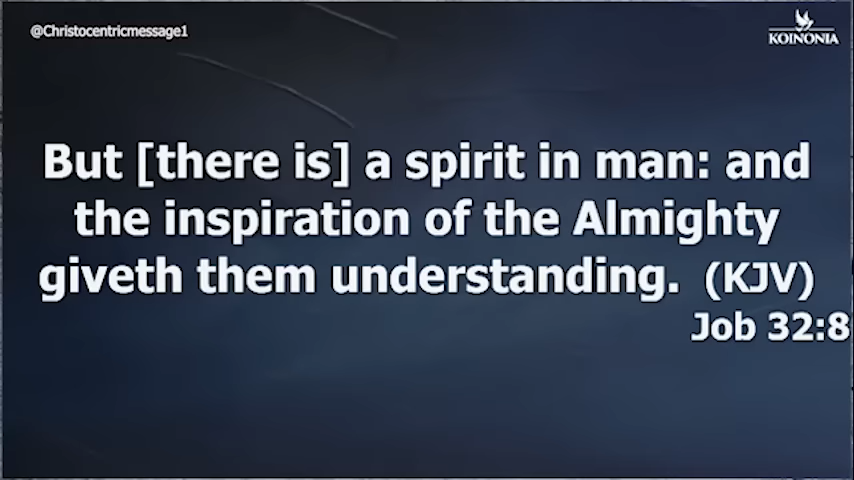 @Christocentricmessage1
KOINONIA
But [there is] a spirit in man: and
the inspiration of the Almighty
giveth them understanding. (KJV)
Job 32:8